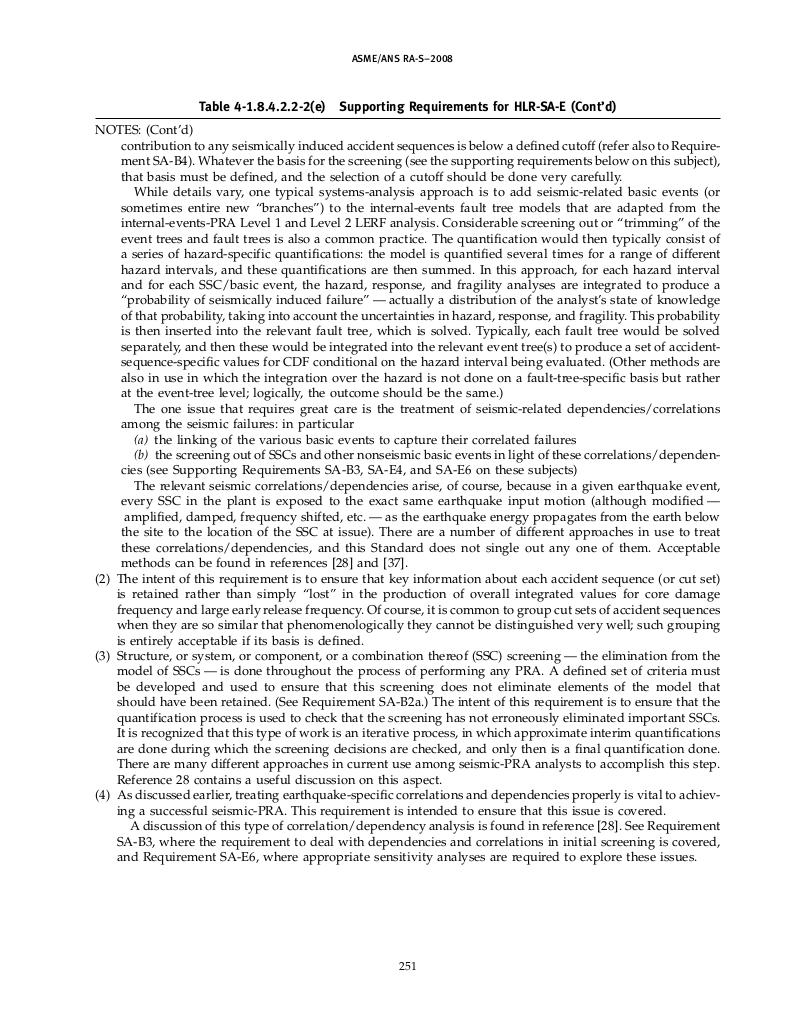 ASME/ANS RA-S–2008
Table 4-1.8.4.2.2-2(e) Supporting Requirements for HLR-SA-E (Cont'd)
NOTES: (Cont'd)
contribution to any seismically induced accident sequences is below a defined cutoff (refer also to Require-
ment SA-B4). Whatever the basis for the screening (see the supporting requirements below on this subject),
that basis must be defined, and the selection of a cutoff should be done very carefully.
While details vary, one typical systems-analysis approach is to add seismic-related basic events (or
sometimes entire new “branches”) to the internal-events fault tree models that are adapted from the
internal-events-PRA Level 1 and Level 2 LERF analysis. Considerable screening out or “trimming” of the
event trees and fault trees is also a common practice. The quantification would then typically consist of
a series of hazard-specific quantifications: the model is quantified several times for a range of different
hazard intervals, and these quantifications are then summed. In this approach, for each hazard interval
and for each SSC/basic event, the hazard, response, and fragility analyses are integrated to produce a
“probability of seismically induced failure” — actually a distribution of the analyst's state of knowledge
of that probability, taking into account the uncertainties in hazard, response, and fragility. This probability
is then inserted into the relevant fault tree, which is solved. Typically, each fault tree would be solved
separately, and then these would be integrated into the relevant event tree(s) to produce a set of accident-
sequence-specific values for CDF conditional on the hazard interval being evaluated. (Other methods are
also in use in which the integration over the hazard is not done on a fault-tree-specific basis but rather
at the event-tree level; logically, the outcome should be the same.)
The one issue that requires great care is the treatment of seismic-related dependencies/correlations
among the seismic failures: in particular
(a) the linking of the various basic events to capture their correlated failures
(b) the screening out of SSCs and other nonseismic basic events in light of these correlations/dependen-
cies (see Supporting Requirements SA-B3, SA-E4, and SA-E6 on these subjects)
The relevant seismic correlations/dependencies arise, of course, because in a given earthquake event,
every SSC in the plant is exposed to the exact same earthquake input motion (although modified —
amplified, damped, frequency shifted, etc. — as the earthquake energy propagates from the earth below
the site to the location of the SSC at issue). There are a number of different approaches in use to treat
these correlations/dependencies, and this Standard does not single out any one of them. Acceptable
methods can be found in references [28] and [37].
(2) The intent of this requirement is to ensure that key information about each accident sequence (or cut set)
is retained rather than simply “lost” in the production of overall integrated values for core damage
frequency and large early release frequency. Of course, it is common to group cut sets of accident sequences
when they are so similar that phenomenologically they cannot be distinguished very well; such grouping
is entirely acceptable if its basis is defined.
(3) Structure, or system, or component, or a combination thereof (SSC) screening — the elimination from the
model of SSCs — is done throughout the process of performing any PRA. A defined set of criteria must
be developed and used to ensure that this screening does not eliminate elements of the model that
should have been retained. (See Requirement SA-B2a.) The intent of this requirement is to ensure that the
quantification process is used to check that the screening has not erroneously eliminated important SSCs.
It is recognized that this type of work is an iterative process, in which approximate interim quantifications
are done during which the screening decisions are checked, and only then is a final quantification done.
There are many different approaches in current use among seismic-PRA analysts to accomplish this step.
Reference 28 contains a useful discussion on this aspect.
(4) As discussed earlier, treating earthquake-specific correlations and dependencies properly is vital to achiev-
ing a successful seismic-PRA. This requirement is intended to ensure that this issue is covered.
A discussion of this type of correlation/dependency analysis is found in reference [28]. See Requirement
SA-B3, where the requirement to deal with dependencies and correlations in initial screening is covered,
and Requirement SA-E6, where appropriate sensitivity analyses are required to explore these issues.
251